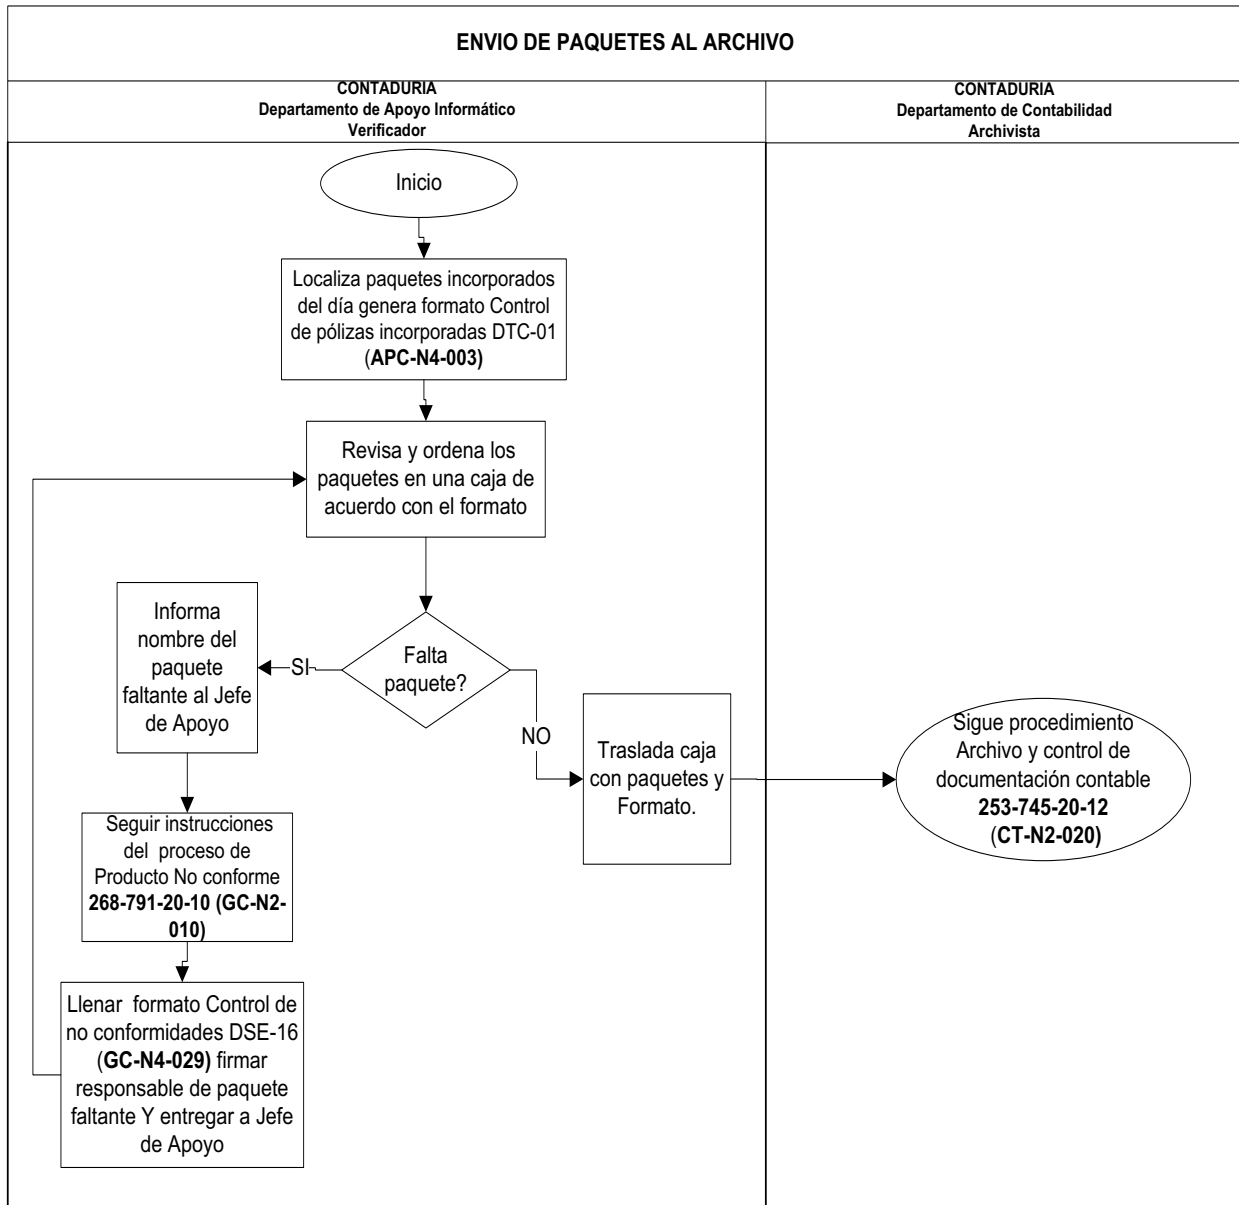 ENVIO DE PAQUETES AL ARCHIVO
CONTADURIA
Departamento de Apoyo Informático
Verificador
CONTADURIA
Departamento de Contabilidad
Archivista
Inicio
Localiza paquetes incorporados
del día genera formato Control
de pólizas incorporadas DTC-01
(APC-N4-003)
Revisa y ordena los
paquetes en una caja de
acuerdo con el formato
Falta
paquete?
SI
NO
Informa
nombre del
paquete
faltante al Jefe
de Apoyo
Seguir instrucciones
del proceso de
Producto No conforme
268-791-20-10 (GC-N2-
010)
Llenar formato Control de
no conformidades DSE-16
(GC-N4-029) firmar
responsable de paquete
faltante Y entregar a Jefe
de Apoyo
Traslada caja
con paquetes y
Formato.
Sigue procedimiento
Archivo y control de
documentación contable
253-745-20-12
(CT-N2-020)